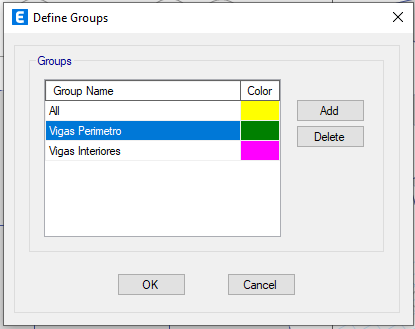 E Define Groups
Groups
Group Name Color
All
Vigas Perimetro
Vigas Interiores
Add
Delete
OK Cancel